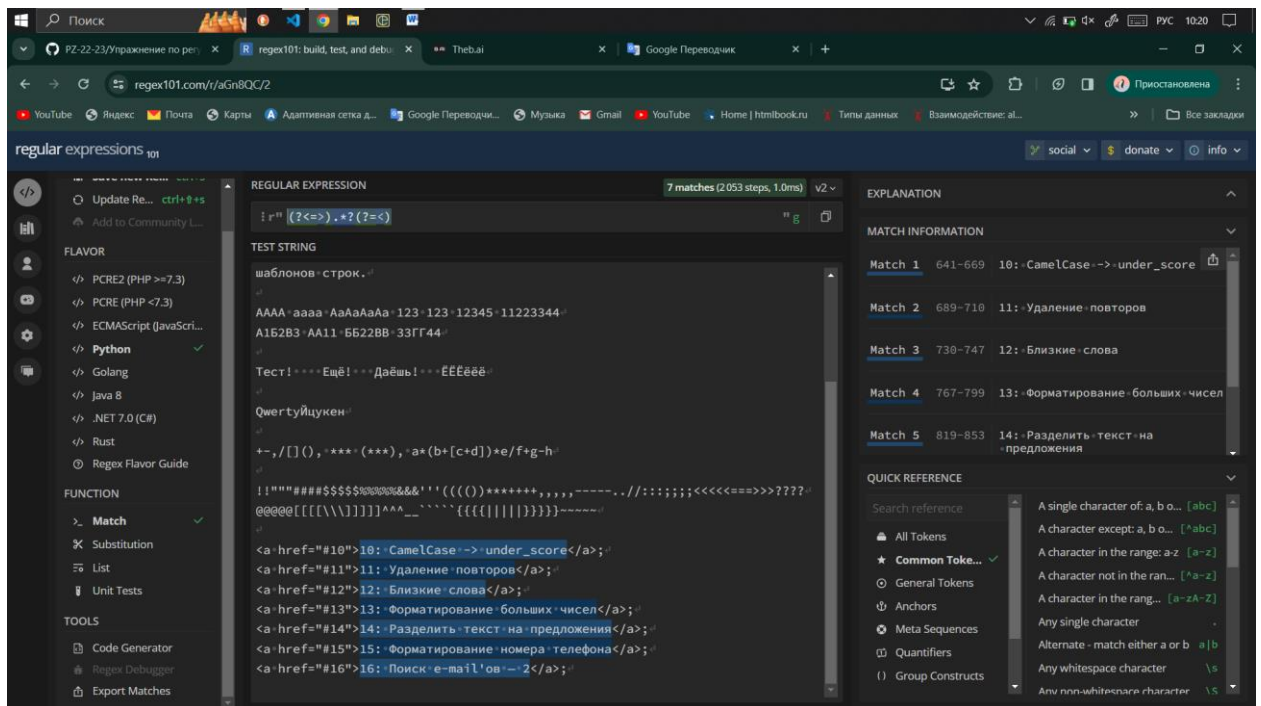 Поиск
РУС 10:20
PZ-22-23/Упражнение по рег
regex101: build, test, and debu
Theb.ai
Google Переводчик
regex101.com/r/aGn8QC/2
Приостановлена
YouTube
Яндекс
Почта
Карты
Адаптивная сетка д...
Google Переводчи...
Музыка
Gmail
YouTube
Home | htmlbook.ru
Типы данных
Взаимодействие: al...
»
Все закладки
regular expressions 101
social
$ donate
info
Update Re... ctrl+⇧+s
Add to Community L...
FLAVOR
</> PCRE2 (PHP >=7.3)
</> PCRE (PHP <7.3)
</> ECMAScript (JavaScri...
</> Python
</> Golang
</> Java 8
</> .NET 7.0 (C#)
</> Rust
Regex Flavor Guide
FUNCTION
>_ Match
Substitution
List
Unit Tests
TOOLS
Code Generator
Regex Debugger
Export Matches
REGULAR EXPRESSION
7 matches (2 053 steps, 1.0ms)
v2
r" (?<=>).*?(?=<) " g
TEST STRING
шаблонов строк.
AAAA aaaa AaAaAaAa 123 123 12345 11223344
А1Б2В3 АА11 ББ22ВВ 33ГГ44
Тест! Ещё! Даёшь! ЁЁЁёёё
QwertyЙцукен
+-,/[](), *** (***), a*(b+[c+d])*e/f+g-h
!!"""####$$$$$%%%%%%&&&'''(((())***++++,,,,,-----..//:::;;;;<<<<<===>>>????
@@@@@[[[[\\\]]]]]^^^__`````{{{{|||||}}}}}~~~~~
<a href="#10">10: CamelCase -> under_score</a>;
<a href="#11">11: Удаление повторов</a>;
<a href="#12">12: Близкие слова</a>;
<a href="#13">13: Форматирование больших чисел</a>;
<a href="#14">14: Разделить текст на предложения</a>;
<a href="#15">15: Форматирование номера телефона</a>;
<a href="#16">16: Поиск e-mail'ов — 2</a>;
EXPLANATION
MATCH INFORMATION
Match 1 641-669 10: CamelCase -> under_score
Match 2 689-710 11: Удаление повторов
Match 3 730-747 12: Близкие слова
Match 4 767-799 13: Форматирование больших чисел
Match 5 819-853 14: Разделить текст на
предложения
QUICK REFERENCE
Search reference
All Tokens
Common Toke...
General Tokens
Anchors
Meta Sequences
Quantifiers
Group Constructs
A single character of: a, b o... [abc]
A character except: a, b o... [^abc]
A character in the range: a-z [a-z]
A character not in the ran... [^a-z]
A character in the rang... [a-zA-Z]
Any single character .
Alternate - match either a or b a|b
Any whitespace character \s
Any non-whitespace character \S